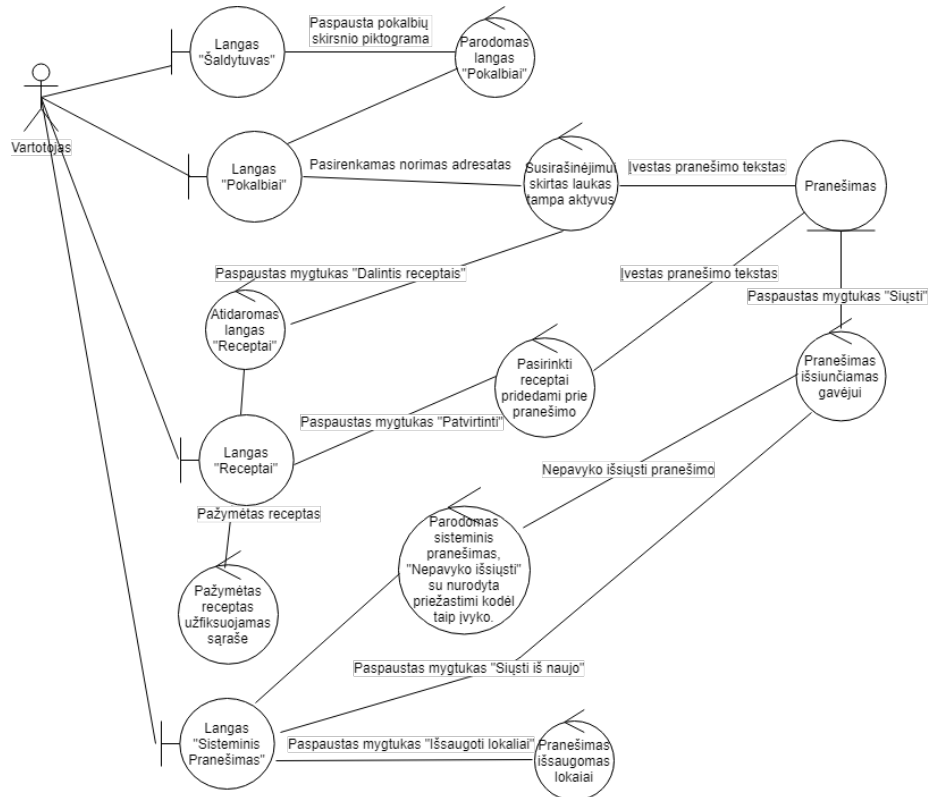 Paspausta pokalbių
skirsnio piktograma
Langas
"Šaldytuvas"
Parodomas
langas
"Pokalbiai"
Vartotojas
Langas
"Pokalbiai"
Pasirenkamas norimas adresatas
Susirašinėjimui
skirtas laukas
tampa aktyvus
Įvestas pranešimo tekstas
Pranešimas
Paspaustas mygtukas "Dalintis receptais"
Įvestas pranešimo tekstas
Paspaustas mygtukas "Siųsti"
Atidaromas
langas
"Receptai"
Pasirinkti
receptai
pridedami prie
pranešimo
Pranešimas
išsiunčiamas
gavėjui
Paspaustas mygtukas "Patvirtinti"
Langas
"Receptai"
Nepavyko išsiųsti pranešimo
Pažymėtas receptas
Parodomas
sisteminis
pranešimas,
"Nepavyko išsiųsti"
su nurodyta
priežastimi kodėl
taip įvyko.
Pažymėtas
receptas
užfiksuojamas
sąraše
Paspaustas mygtukas "Siųsti iš naujo"
Langas
"Sisteminis
Pranešimas"
Paspaustas mygtukas "Išsaugoti lokaliai"
Pranešimas
išsaugomas
lokaiai